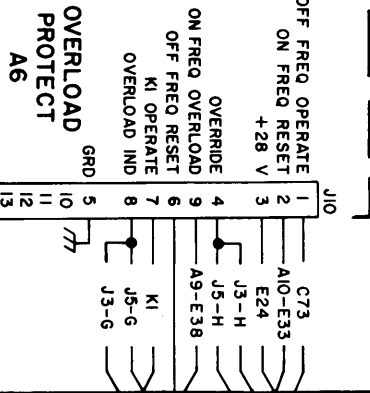 J10
OFF FREQ OPERATE 1 C73
ON FREQ RESET 2 A10-E33
+28 V 3 E24
J3-H
OVERRIDE 4 J5-H
ON FREQ OVERLOAD 9 A9-E38
OFF FREQ RESET 6
K1 OPERATE 7 K1
OVERLOAD IND 8 J5-G
J3-G
GRD 5
10
11
12
13
OVERLOAD
PROTECT
A6